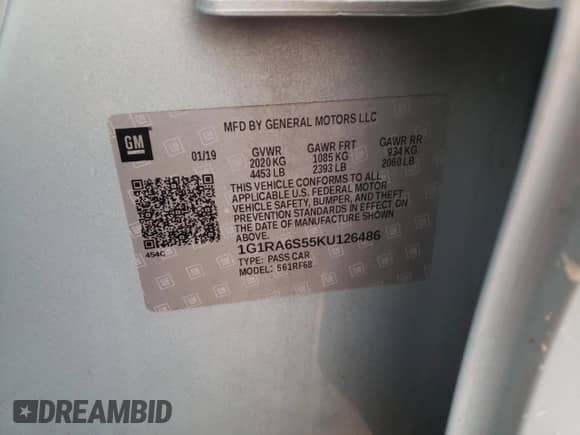 MFD BY GENERAL MOTORS LLC
GM
01/19
GVWR GAWR FRT GAWR RR
2020 KG 1085 KG 934 KG
4453 LB 2393 LB 2060 LB
THIS VEHICLE CONFORMS TO ALL
APPLICABLE U.S. FEDERAL MOTOR
VEHICLE SAFETY, BUMPER, AND THEFT
PREVENTION STANDARDS IN EFFECT ON
THE DATE OF MANUFACTURE SHOWN
ABOVE.
454C
1G1RA6S55KU126486
TYPE: PASS CAR
MODEL: 561RF68
DREAMBID